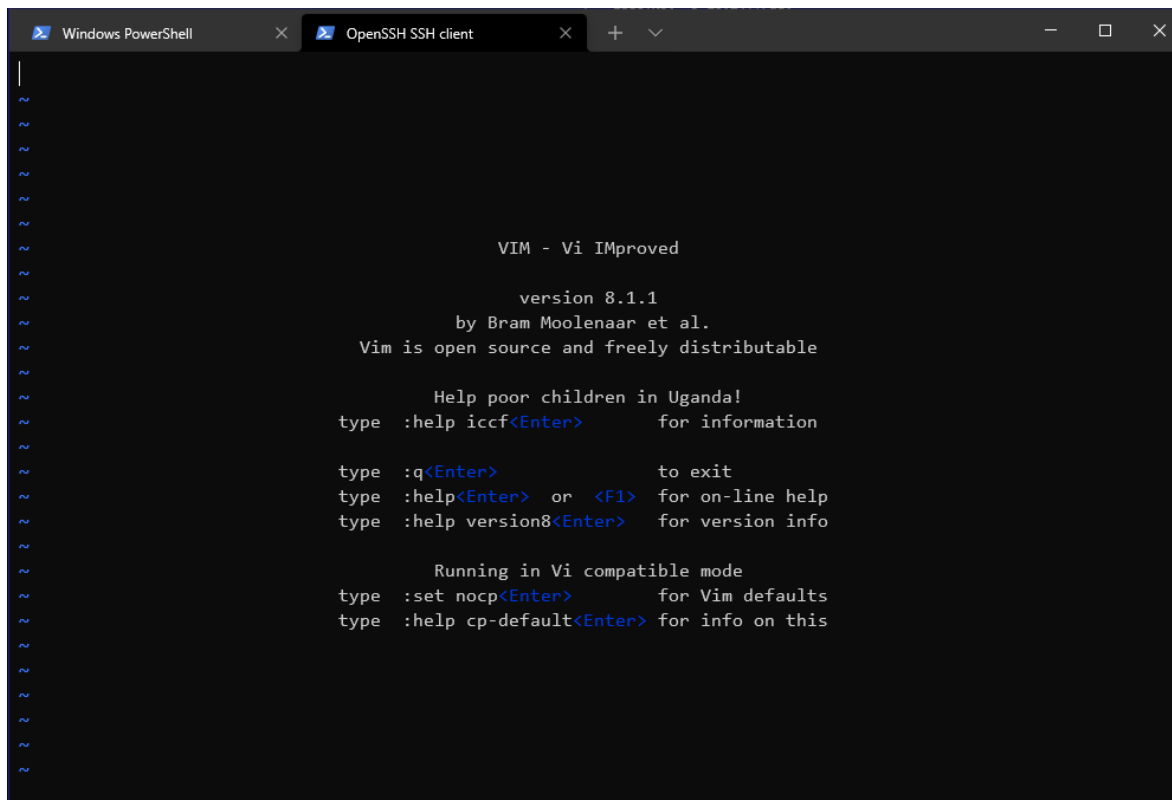 Windows PowerShell
OpenSSH SSH client
~
~
~
~
~
~
~ VIM - Vi IMproved
~
~ version 8.1.1
~ by Bram Moolenaar et al.
~ Vim is open source and freely distributable
~
~ Help poor children in Uganda!
~ type :help iccf<Enter> for information
~
~ type :q<Enter> to exit
~ type :help<Enter> or <F1> for on-line help
~ type :help version8<Enter> for version info
~
~ Running in Vi compatible mode
~ type :set nocp<Enter> for Vim defaults
~ type :help cp-default<Enter> for info on this
~
~
~
~
~
~